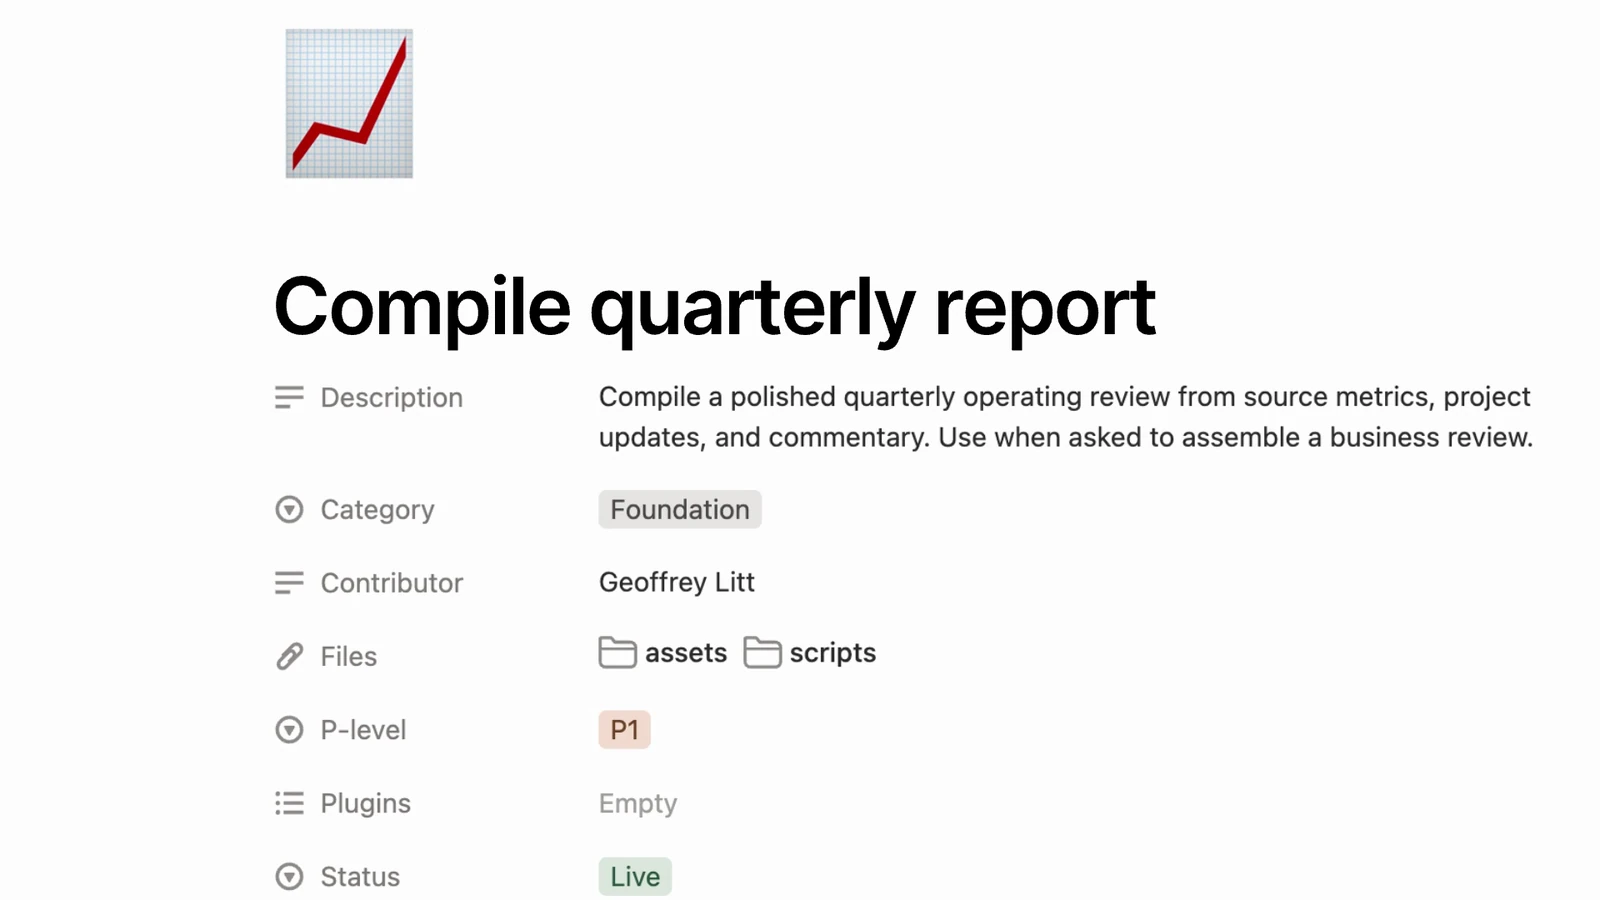 Compile quarterly report
Description
Compile a polished quarterly operating review from source metrics, project
updates, and commentary. Use when asked to assemble a business review.
Category
Foundation
Contributor
Geoffrey Litt
Files
assets scripts
P-level
P1
Plugins
Empty
Status
Live